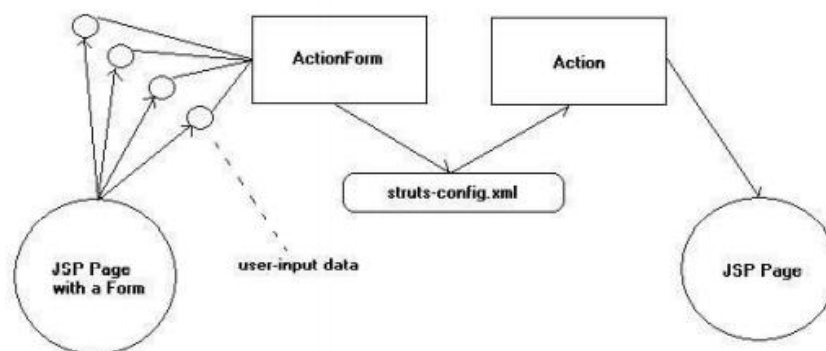 ActionForm
Action
struts-config.xml
user-input data
JSP Page
with a Form
JSP Page